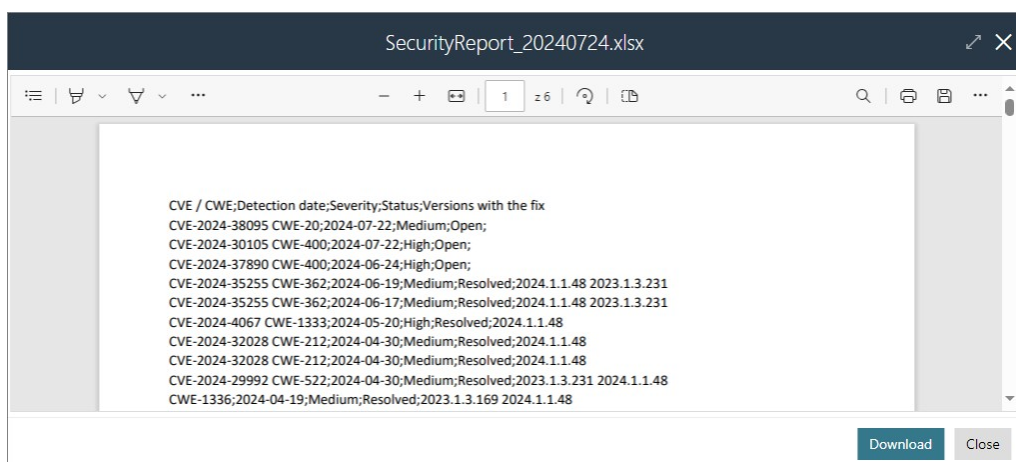 SecurityReport_20240724.xlsx
1 z 6
CVE / CWE;Detection date;Severity;Status;Versions with the fix
CVE-2024-38095 CWE-20;2024-07-22;Medium;Open;
CVE-2024-30105 CWE-400;2024-07-22;High;Open;
CVE-2024-37890 CWE-400;2024-06-24;High;Open;
CVE-2024-35255 CWE-362;2024-06-19;Medium;Resolved;2024.1.1.48 2023.1.3.231
CVE-2024-35255 CWE-362;2024-06-17;Medium;Resolved;2024.1.1.48 2023.1.3.231
CVE-2024-4067 CWE-1333;2024-05-20;High;Resolved;2024.1.1.48
CVE-2024-32028 CWE-212;2024-04-30;Medium;Resolved;2024.1.1.48
CVE-2024-32028 CWE-212;2024-04-30;Medium;Resolved;2024.1.1.48
CVE-2024-29992 CWE-522;2024-04-30;Medium;Resolved;2023.1.3.231 2024.1.1.48
CWE-1336;2024-04-19;Medium;Resolved;2023.1.3.169 2024.1.1.48
Download Close